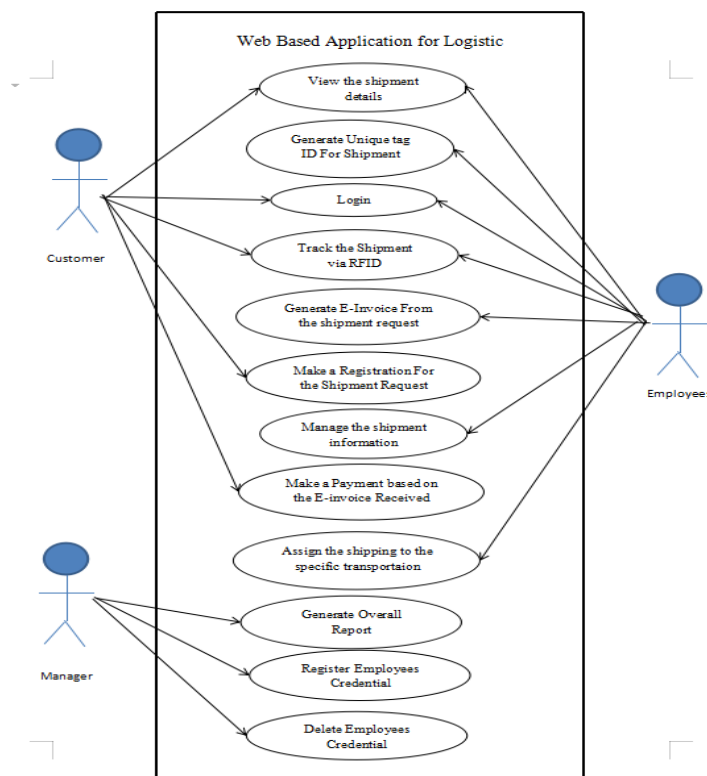 Web Based Application for Logistic
View the shipment
details
Generate Unique tag
ID For Shipment
Login
Track the Shipment
via RFID
Customer
Generate E-Invoice From
the shipment request
Make a Registration For
the Shipment Request
Employees
Manage the shipment
information
Make a Payment based on
the E-invoice Received
Assign the shipping to the
specific transportaion
Generate Overall
Report
Manager
Register Employees
Credential
Delete Employees
Credential